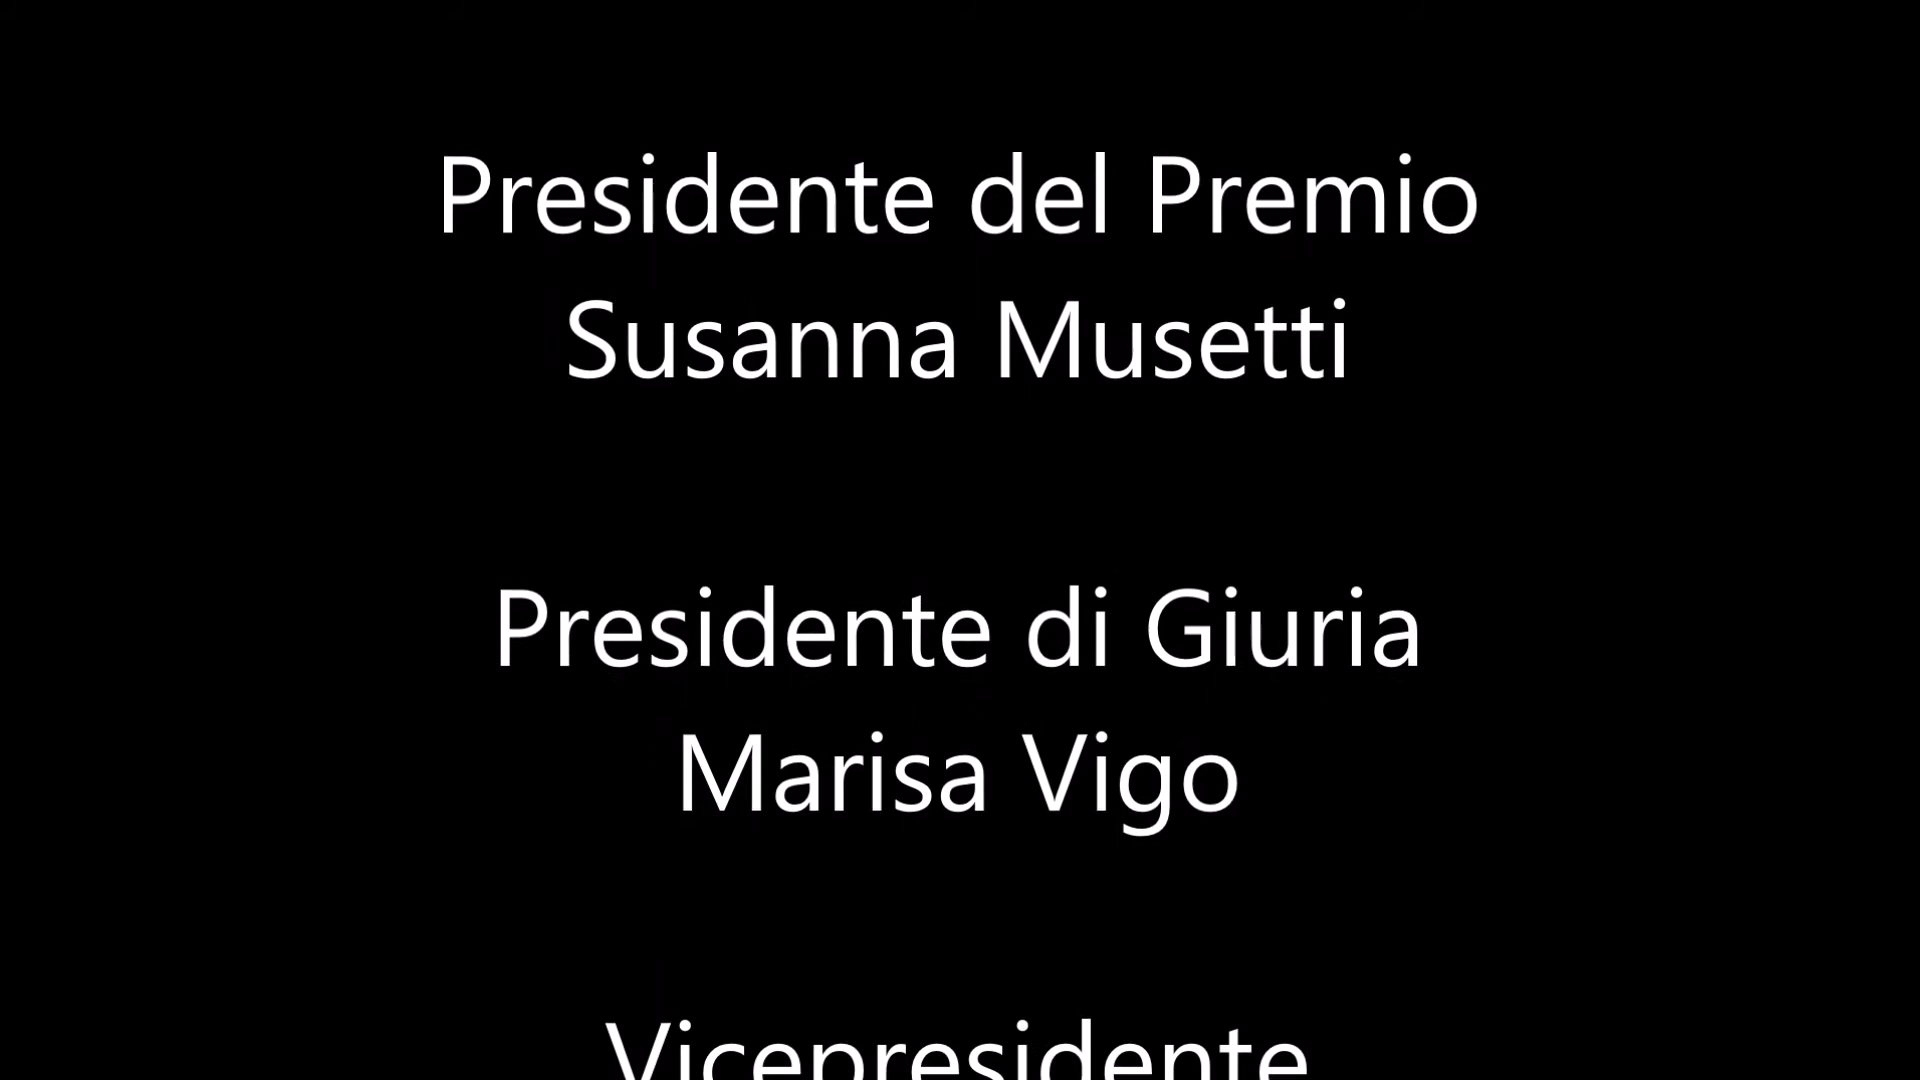 Presidente del Premio
Susanna Musetti
Presidente di Giuria
Marisa Vigo
Vicepresidente